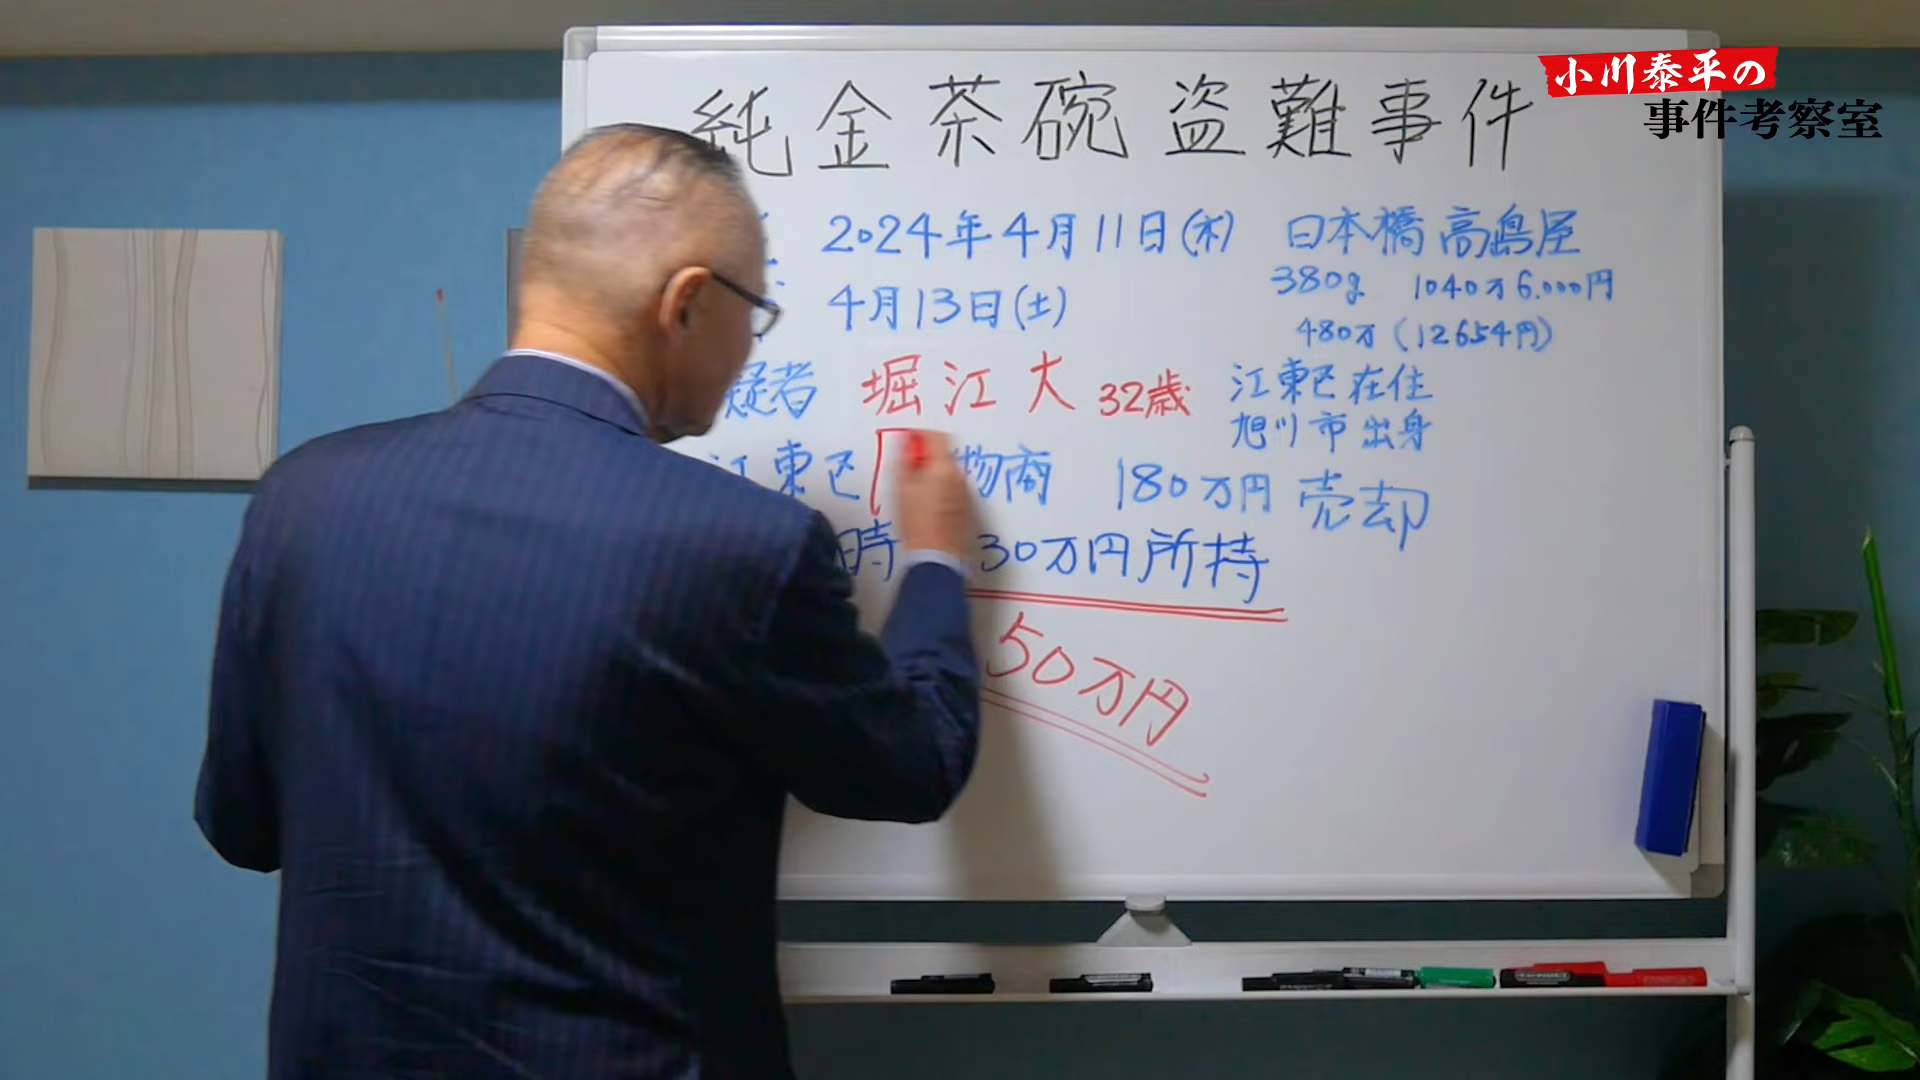 小川泰平の
事件考察室
純金茶碗盗難事件
2024年4月11日(木) 日本橋高島屋
380g 1040万6.000円
4月13日(土)
480万(12654円)
疑者 堀江大 32歳 江東区在住
旭川市出身
江東区 物商 180万円 売却
時 30万円所持
50万円